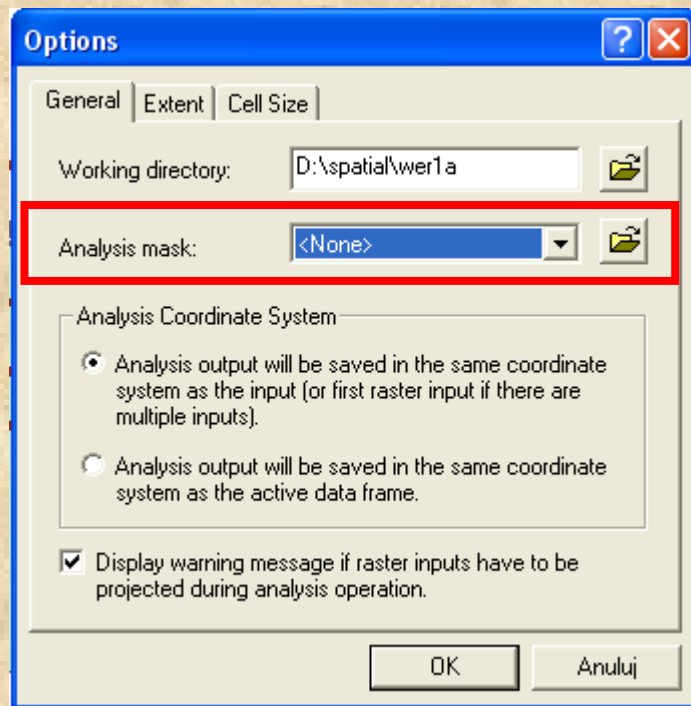 Options
General Extent Cell Size
Working directory: D:\spatial\wer1a
Analysis mask: <None>
Analysis Coordinate System
Analysis output will be saved in the same coordinate
system as the input (or first raster input if there are
multiple inputs).
Analysis output will be saved in the same coordinate
system as the active data frame.
Display warning message if raster inputs have to be
projected during analysis operation.
OK Anuluj